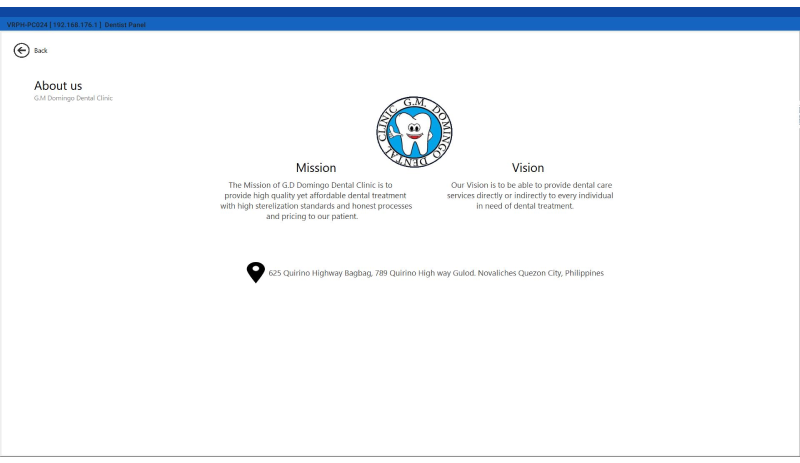 VRPH-PC024 | 192.168.176.1 | Dentist Panel
Back
About us
G.M Domingo Dental Clinic
G.M. DOMINGO
DENTAL CLINIC
Mission
The Mission of G.D Domingo Dental Clinic is to
provide high quality yet affordable dental treatment
with high sterelization standards and honest processes
and pricing to our patient.
Vision
Our Vision is to be able to provide dental care
services directly or indirectly to every individual
in need of dental treatment.
625 Quirino Highway Bagbag, 789 Quirino High way Gulod. Novaliches Quezon City, Philippines